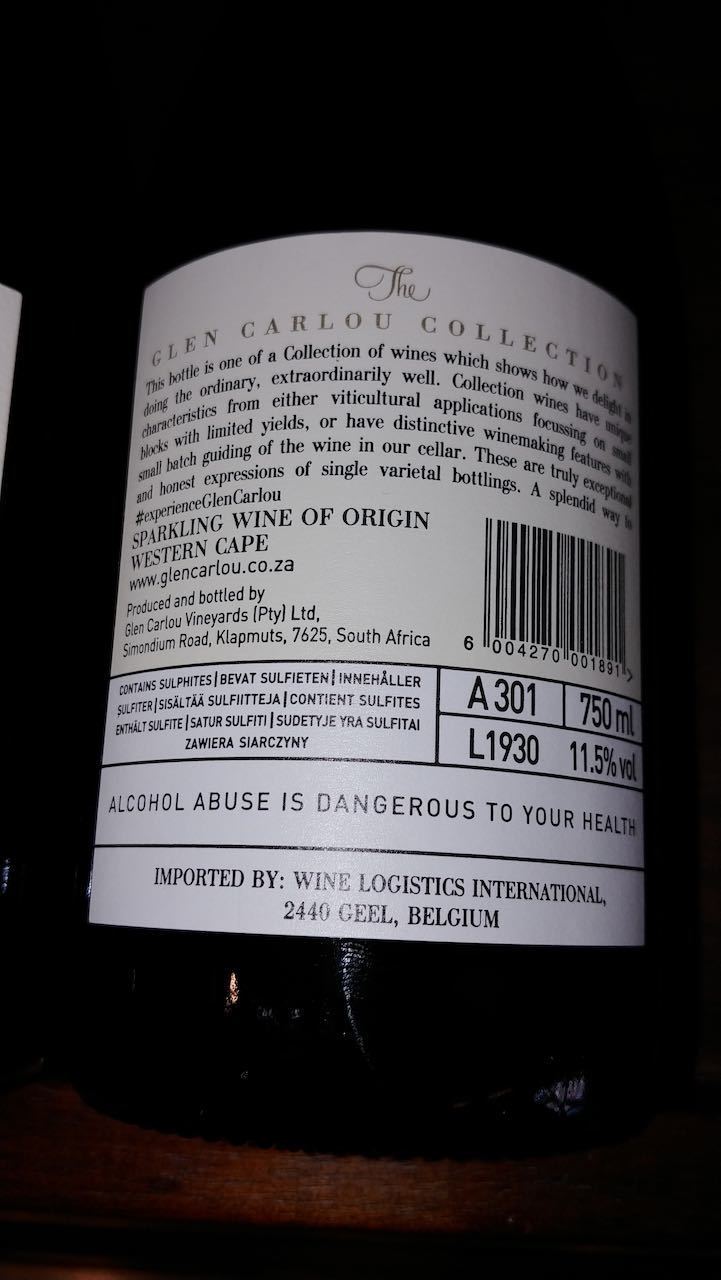 The
GLEN CARLOU COLLECTION
This bottle is one of a Collection of wines which shows how we delight in
doing the ordinary, extraordinarily well. Collection wines have unique
characteristics from either viticultural applications focussing on small
blocks with limited yields, or have distinctive winemaking features with
small batch guiding of the wine in our cellar. These are truly exceptional
and honest expressions of single varietal bottlings. A splendid way to
#experienceGlenCarlou
SPARKLING WINE OF ORIGIN
WESTERN CAPE
www.glencarlou.co.za
Produced and bottled by
Glen Carlou Vineyards (Pty) Ltd,
Simondium Road, Klapmuts, 7625, South Africa
6 004270 001891 >
CONTAINS SULPHITES | BEVAT SULFIETEN | INNEHÅLLER
SULFITER | SISÄLTÄÄ SULFIITTEJA | CONTIENT SULFITES
ENTHÄLT SULFITE | SATUR SULFITI | SUDETYJE YRA SULFITAI
ZAWIERA SIARCZYNY
A301 750 ml
L1930 11.5% vol
ALCOHOL ABUSE IS DANGEROUS TO YOUR HEALTH
IMPORTED BY: WINE LOGISTICS INTERNATIONAL,
2440 GEEL, BELGIUM